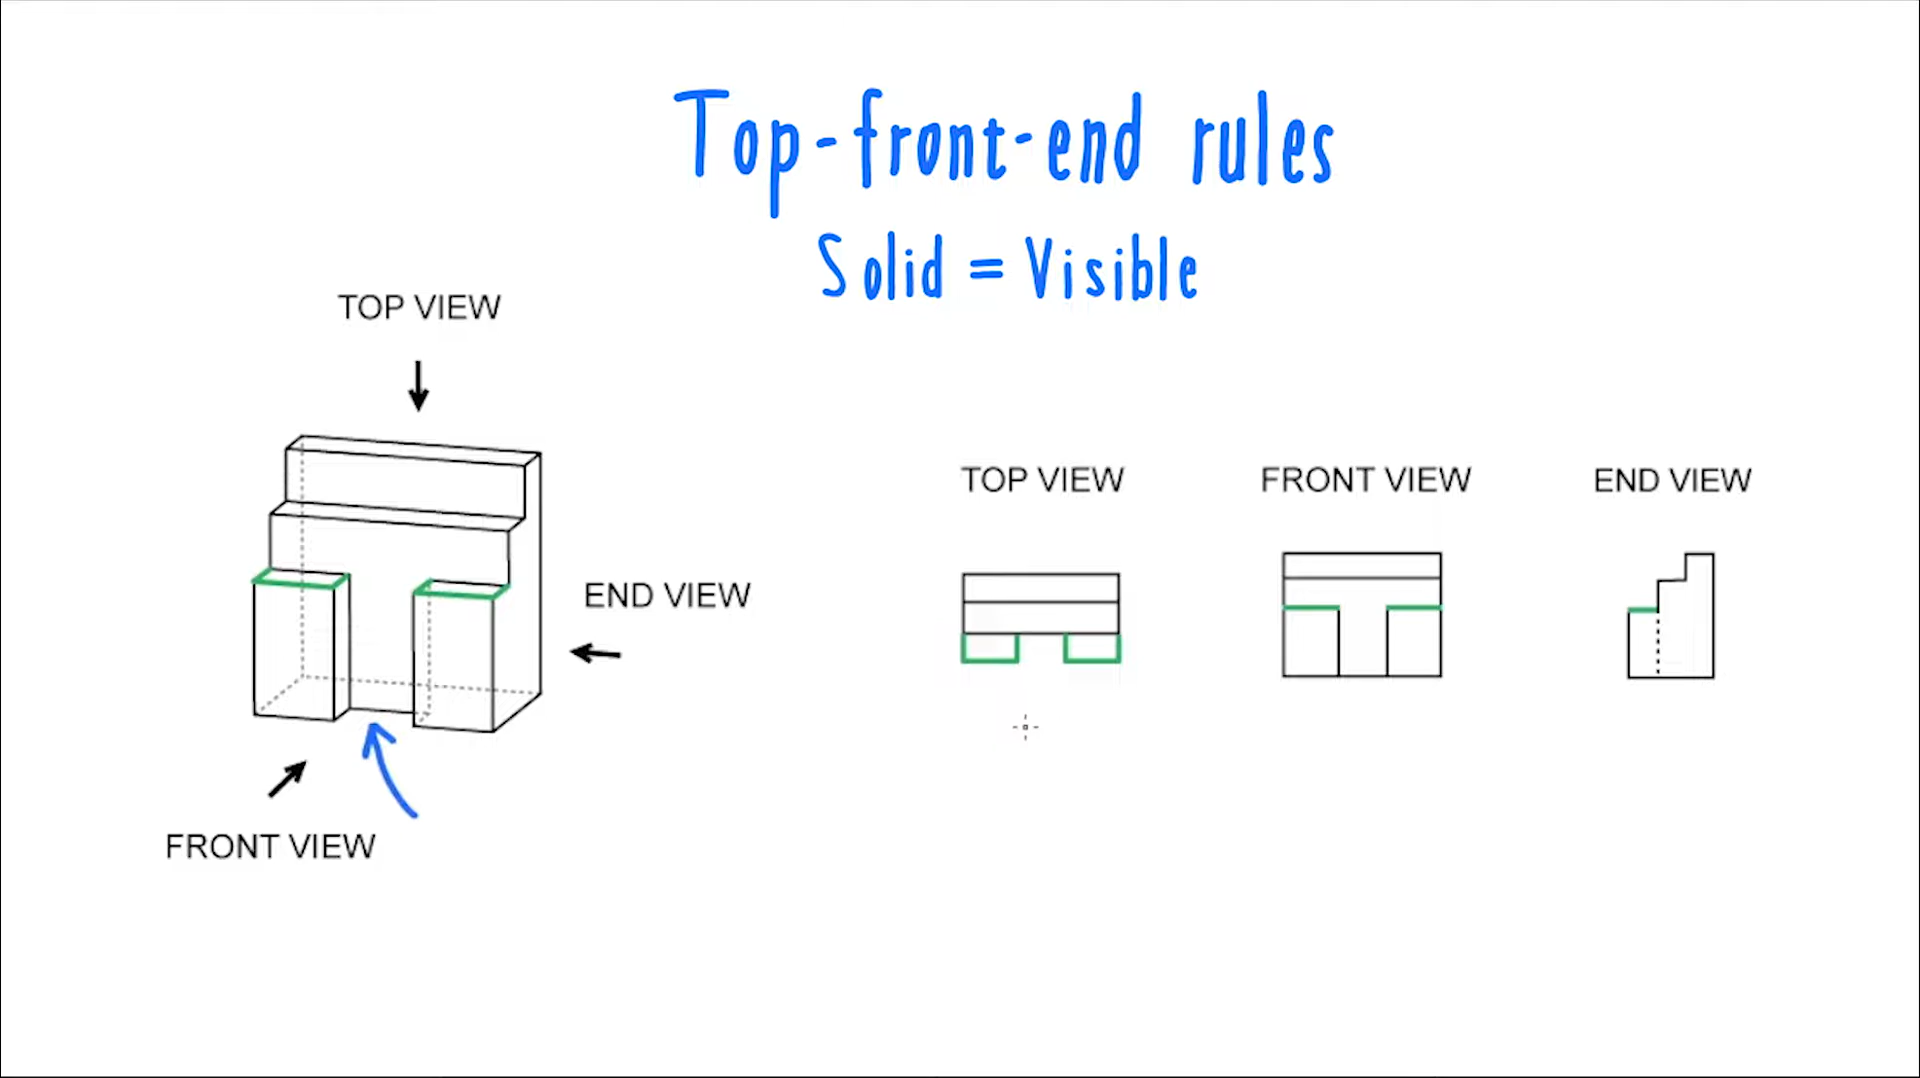 Top-front-end rules
Solid = Visible
TOP VIEW
END VIEW
FRONT VIEW
TOP VIEW
FRONT VIEW
END VIEW